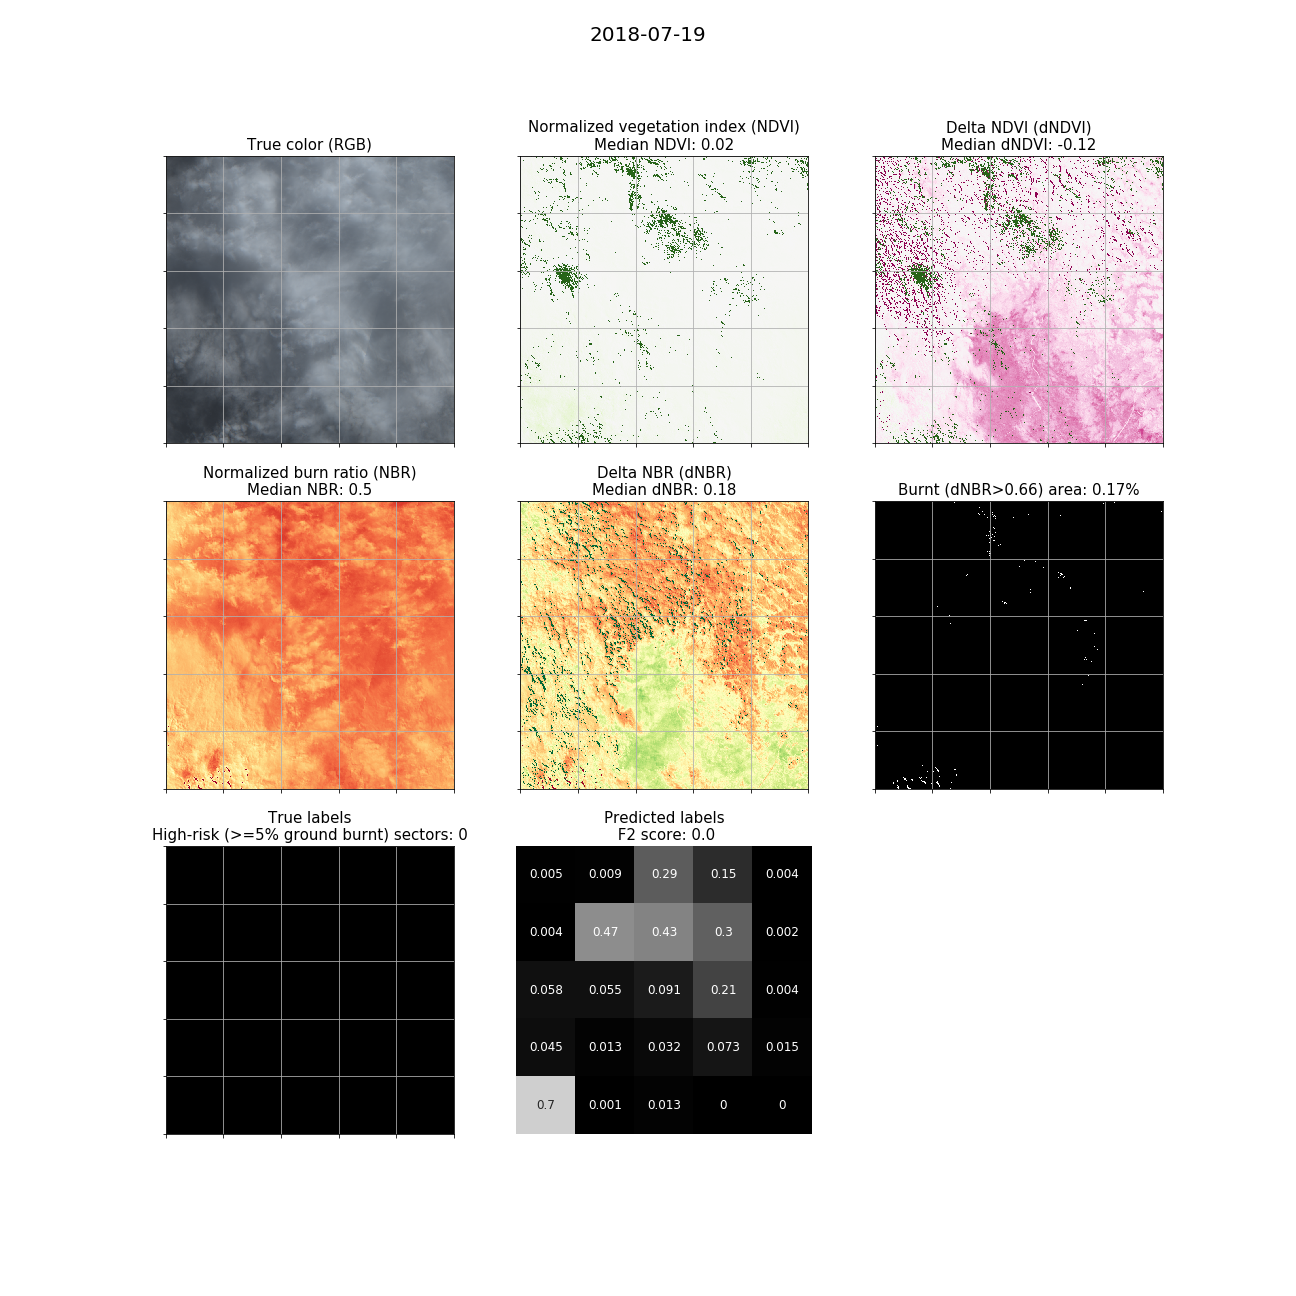 2018-07-19
True color (RGB)
Normalized vegetation index (NDVI)
Median NDVI: 0.02
Delta NDVI (dNDVI)
Median dNDVI: -0.12
Normalized burn ratio (NBR)
Median NBR: 0.5
Delta NBR (dNBR)
Median dNBR: 0.18
Burnt (dNBR>0.66) area: 0.17%
True labels
High-risk (>=5% ground burnt) sectors: 0
Predicted labels
F2 score: 0.0
0.005 0.009 0.29 0.15 0.004
0.004 0.47 0.43 0.3 0.002
0.058 0.055 0.091 0.21 0.004
0.045 0.013 0.032 0.073 0.015
0.7 0.001 0.013 0 0